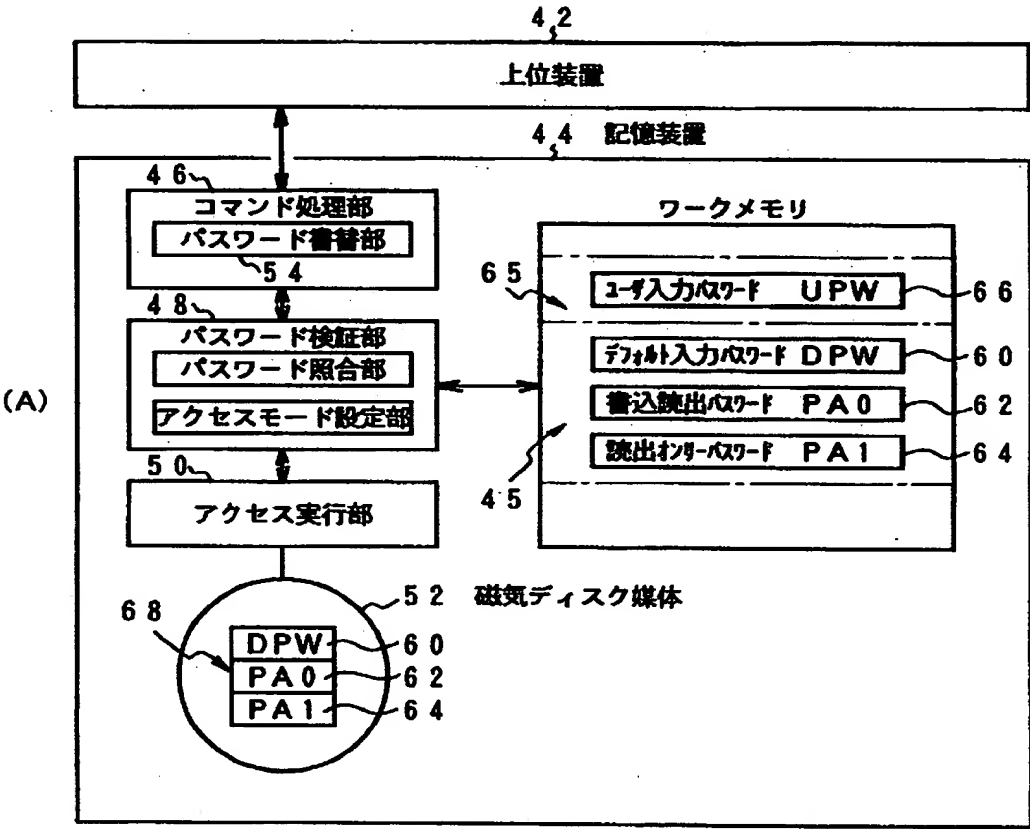 42
上位装置
44 記憶装置
46
コマンド処理部
パスワード書替部
54
48
パスワード検証部
パスワード照合部
アクセスモード設定部
50
アクセス実行部
ワークメモリ
65
ユーザ入力パスワード UPW 66
デフォルト入力パスワード DPW 60
書込読出パスワード PA0 62
読出オンリーパスワード PA1 64
45
(A)
52 磁気ディスク媒体
68
DPW 60
PA0 62
PA1 64